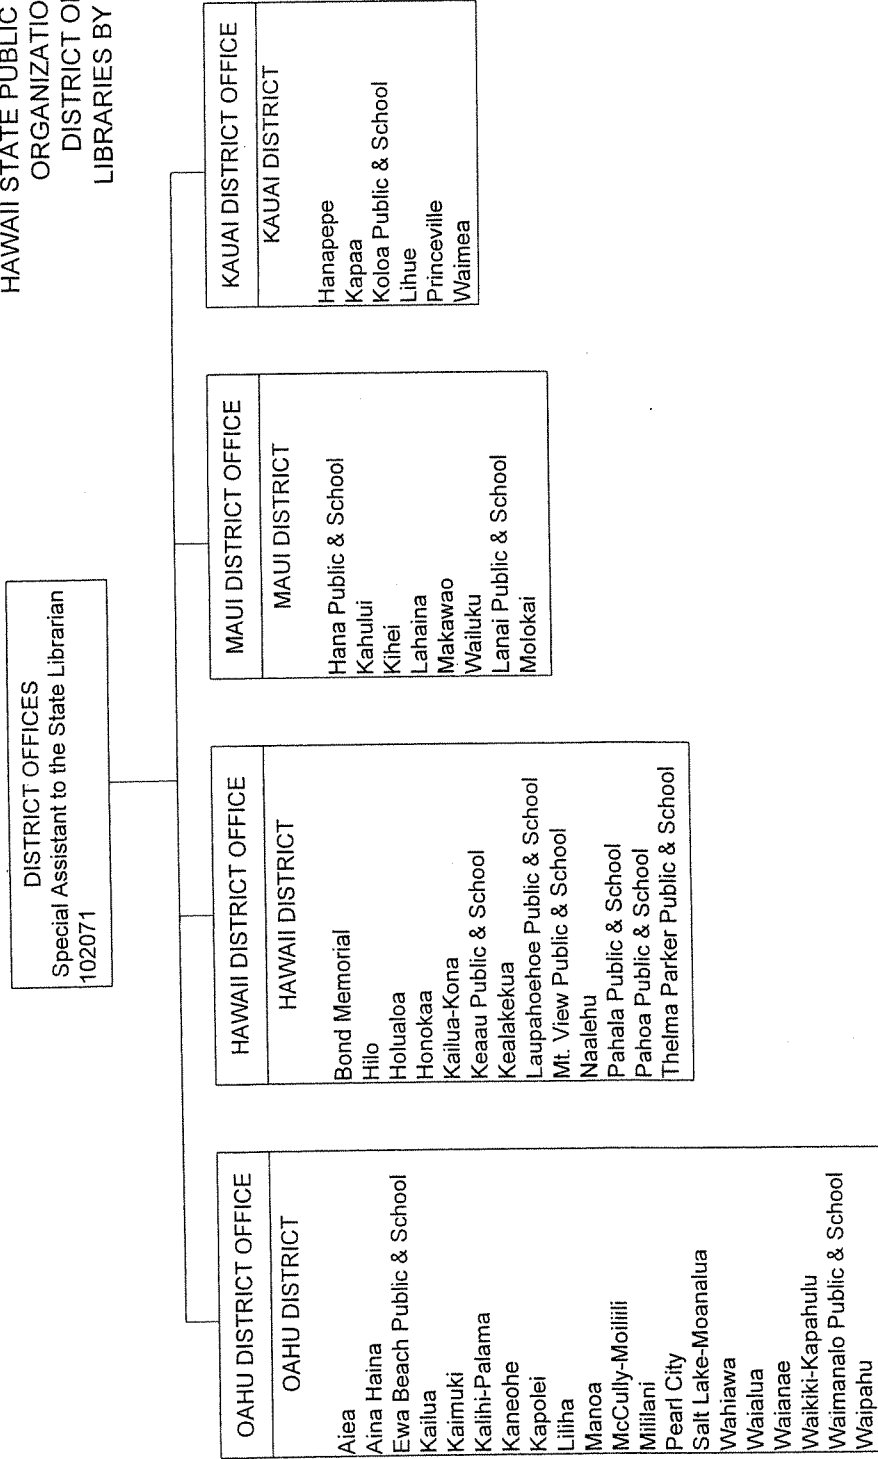 HAWAII STATE PUBLIC
DISTRICT
LIBRARIES BY
DISTRICT OFFICES
Special Assistant to the State Librarian
102071
OAHU DISTRICT OFFICE
OAHU DISTRICT
Aiea
Aina Haina
Ewa Beach Public & School
Kailua
Kaimuki
Kalihi-Palama
Kaneohe
Kapolei
Liliha
Manoa
McCully-Moiliili
Mililani
Pearl City
Salt Lake-Moanalua
Wahiawa
Waialua
Waianae
Waikiki-Kapahulu
Waimanalo Public & School
Waipahu
HAWAII DISTRICT OFFICE
HAWAII DISTRICT
Bond Memorial
Hilo
Holualoa
Honokaa
Kailua-Kona
Keaau Public & School
Kealakekua
Laupahoehoe Public & School
Mt. View Public & School
Naalehu
Pahala Public & School
Pahoa Public & School
Thelma Parker Public & School
MAUI DISTRICT OFFICE
MAUI DISTRICT
Hana Public & School
Kahului
Kihei
Lahaina
Makawao
Wailuku
Lanai Public & School
Molokai
KAUAI DISTRICT OFFICE
KAUAI DISTRICT
Hanapepe
Kapaa
Koloa Public & School
Lihue
Princeville
Waimea